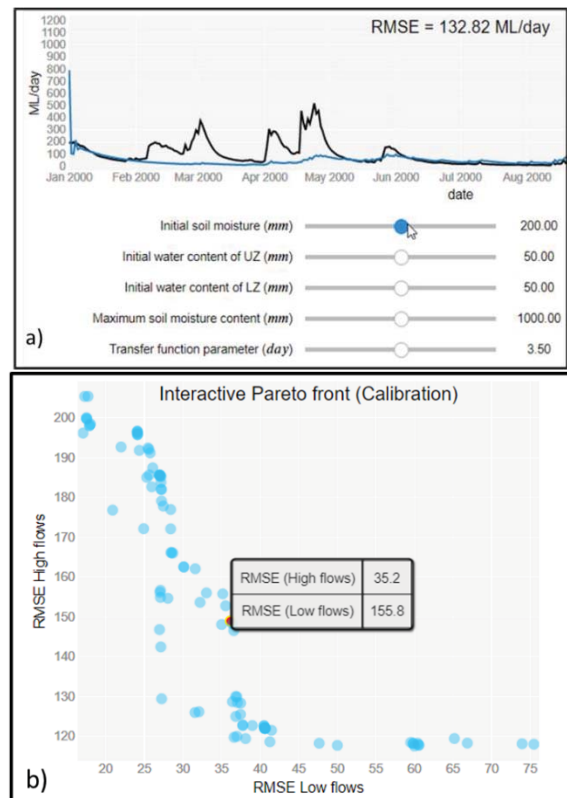 RMSE = 132.82 ML/day
ML/day
1200
1100
1000
900
800
700
600
500
400
300
200
100
0
Jan 2000 Feb 2000 Mar 2000 Apr 2000 May 2000 Jun 2000 Jul 2000 Aug 2000
date
Initial soil moisture (mm) 200.00
Initial water content of UZ (mm) 50.00
Initial water content of LZ (mm) 50.00
Maximum soil moisture content (mm) 1000.00
Transfer function parameter (day) 3.50
a)
Interactive Pareto front (Calibration)
RMSE High flows
200
190
180
170
160
150
140
130
120
RMSE (High flows) 35.2
RMSE (Low flows) 155.8
20 25 30 35 40 45 50 55 60 65 70 75
RMSE Low flows
b)